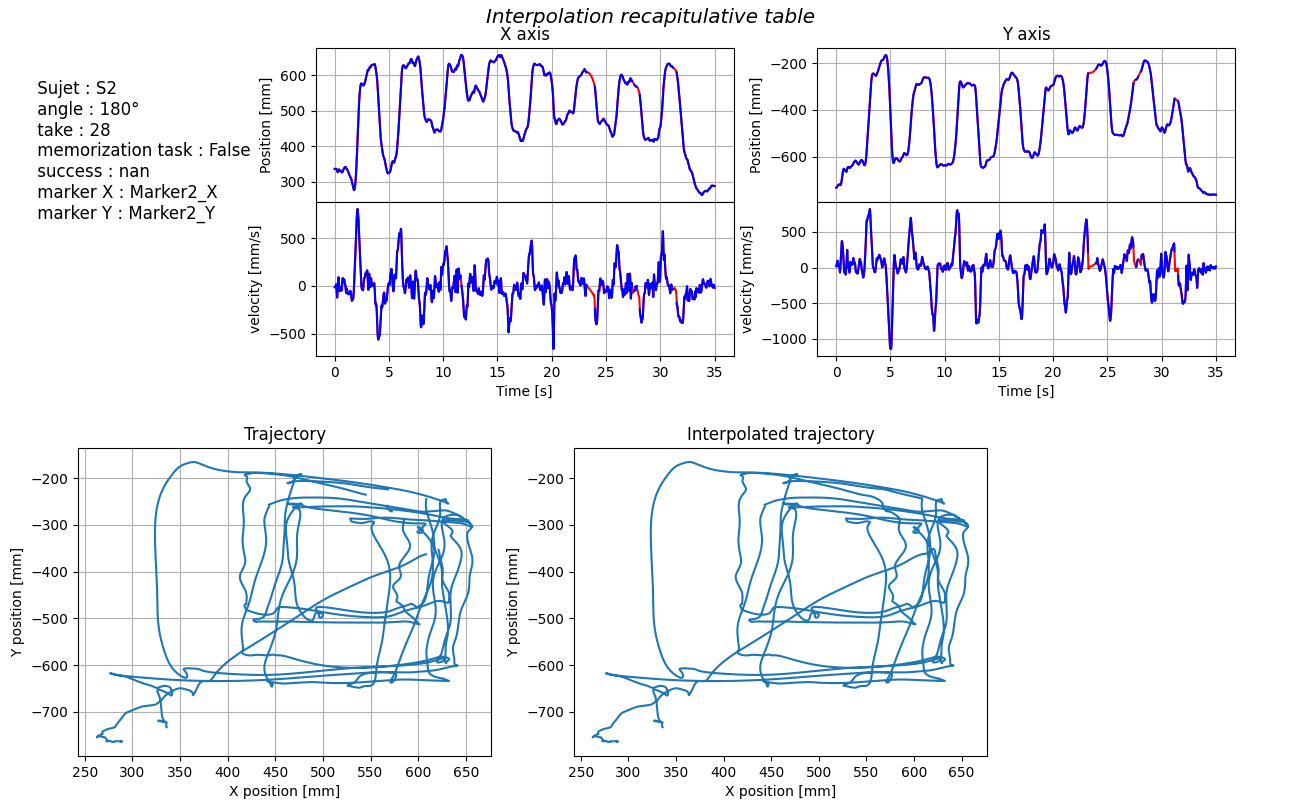 Interpolation recapitulative table
Sujet : S2
angle : 180°
take : 28
memorization task : False
success : nan
marker X : Marker2_X
marker Y : Marker2_Y
X axis
Position [mm]
600
500
400
300
velocity [mm/s]
500
0
−500
0 5 10 15 20 25 30 35
Time [s]
Y axis
Position [mm]
−200
−400
−600
velocity [mm/s]
500
0
−500
−1000
0 5 10 15 20 25 30 35
Time [s]
Trajectory
Y position [mm]
−200
−300
−400
−500
−600
−700
250 300 350 400 450 500 550 600 650
X position [mm]
Interpolated trajectory
Y position [mm]
−200
−300
−400
−500
−600
−700
250 300 350 400 450 500 550 600 650
X position [mm]